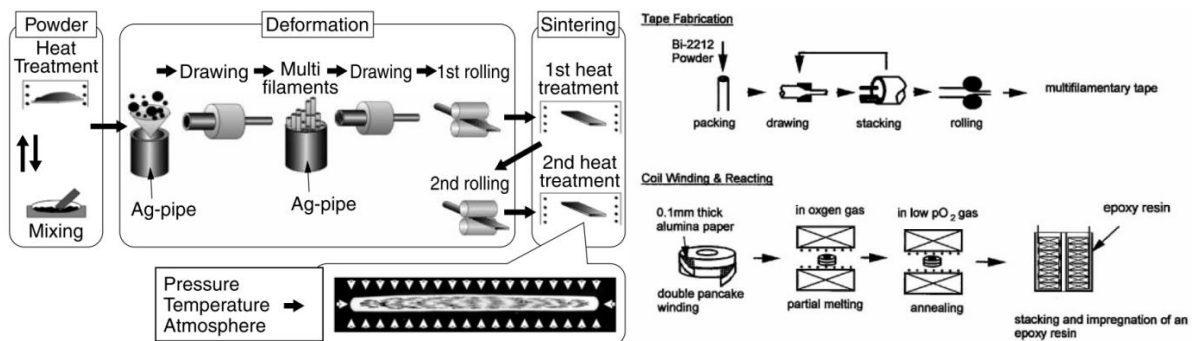 Powder
Heat
Treatment
Mixing
Deformation
Drawing
Multi
filaments
Drawing
1st rolling
Ag-pipe
Ag-pipe
2nd rolling
Sintering
1st heat
treatment
2nd heat
treatment
Pressure
Temperature
Atmosphere
Tape Fabrication
Bi-2212
Powder
packing
drawing
stacking
rolling
multifilamentary tape
Coil Winding & Reacting
0.1mm thick
alumina paper
double pancake
winding
in oxgen gas
partial melting
in low pO2 gas
annealing
epoxy resin
stacking and impregnation of an
epoxy resin